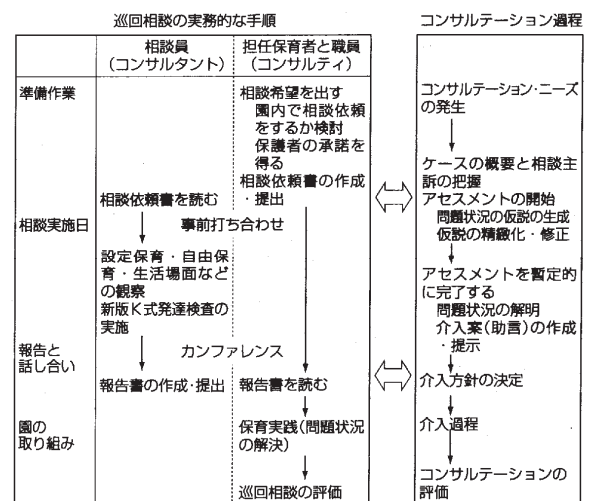 巡回相談の実務的な手順
コンサルテーション過程
相談員
(コンサルタント)
担任保育者と職員
(コンサルティ)
準備作業
相談希望を出す
園内で相談依頼
をするか検討
保護者の承諾を
得る
相談依頼書の作成
・提出
相談依頼書を読む
相談実施日
事前打ち合わせ
設定保育・自由保
育・生活場面など
の観察
新版K式発達検査の
実施
報告と
話し合い
カンファレンス
報告書の作成・提出
報告書を読む
園の
取り組み
保育実践(問題状況
の解決)
巡回相談の評価
コンサルテーション・ニーズ
の発生
ケースの概要と相談主
訴の把握
アセスメントの開始
問題状況の仮説の生成
仮説の精緻化・修正
アセスメントを暫定的
に完了する
問題状況の解明
介入案(助言)の作成
・提示
介入方針の決定
介入過程
コンサルテーションの
評価